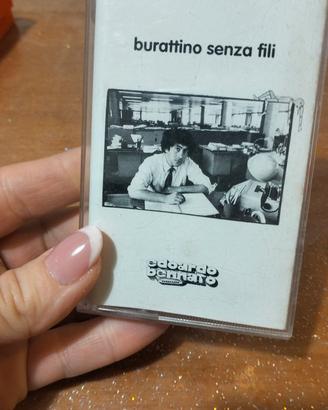 burattino senza fili
edoardo
bennato